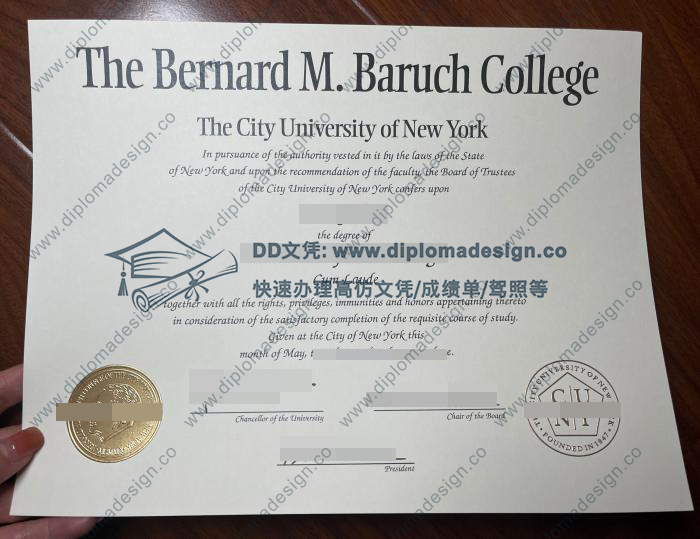 The Bernard M. Baruch College
The City University of New York
In pursuance of the authority vested in it by the laws of the State
of New York and upon the recommendation of the faculty, the Board of Trustees
of the City University of New York confers upon
the degree of
DD文凭: www.diplomadesign.co
Cum Laude
快速办理高仿文凭/成绩单/驾照等
together with all the rights, privileges, immunities and honors appertaining thereto
in consideration of the satisfactory completion of the requisite course of study.
Given at the City of New York this
month of May,
Chancellor of the University
Chair of the Board
President
CU
NY
FOUNDED IN 1847
www.diplomadesign.co